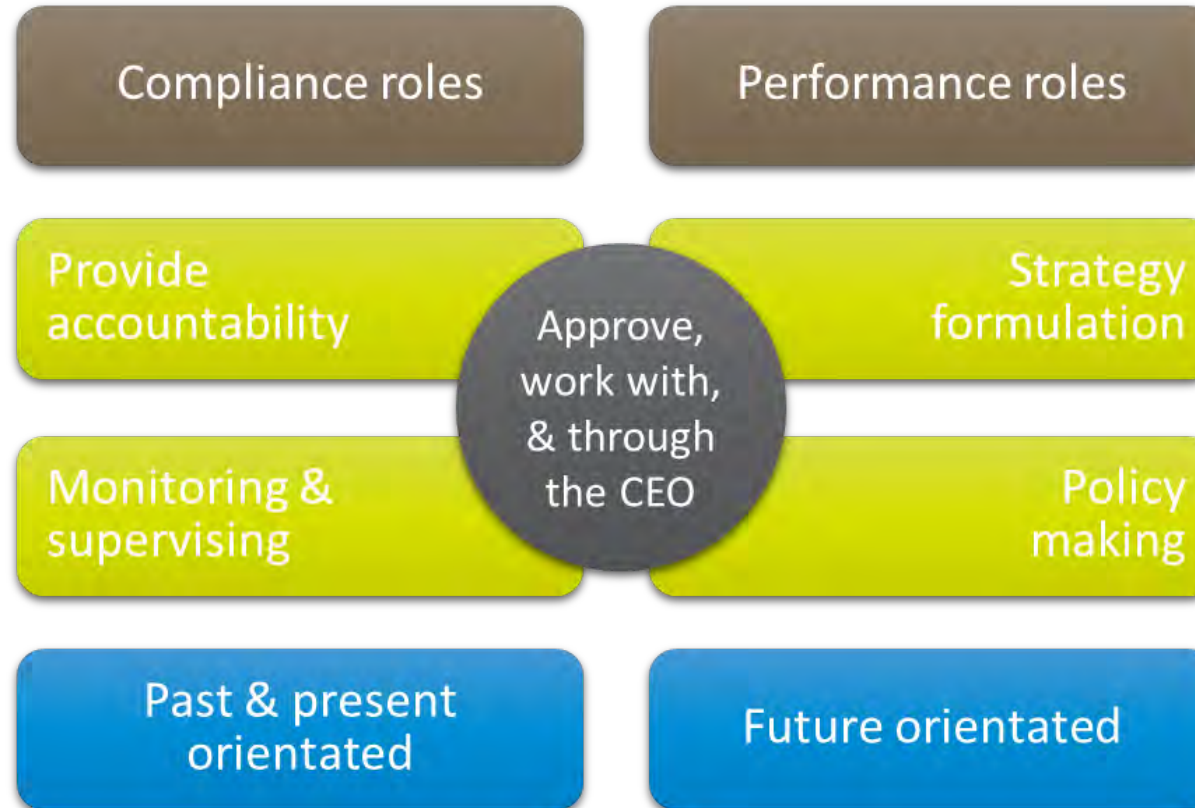 Compliance roles
Performance roles
Provide
accountability
Strategy
formulation
Approve,
work with,
& through
the CEO
Monitoring &
supervising
Policy
making
Past & present
orientated
Future orientated